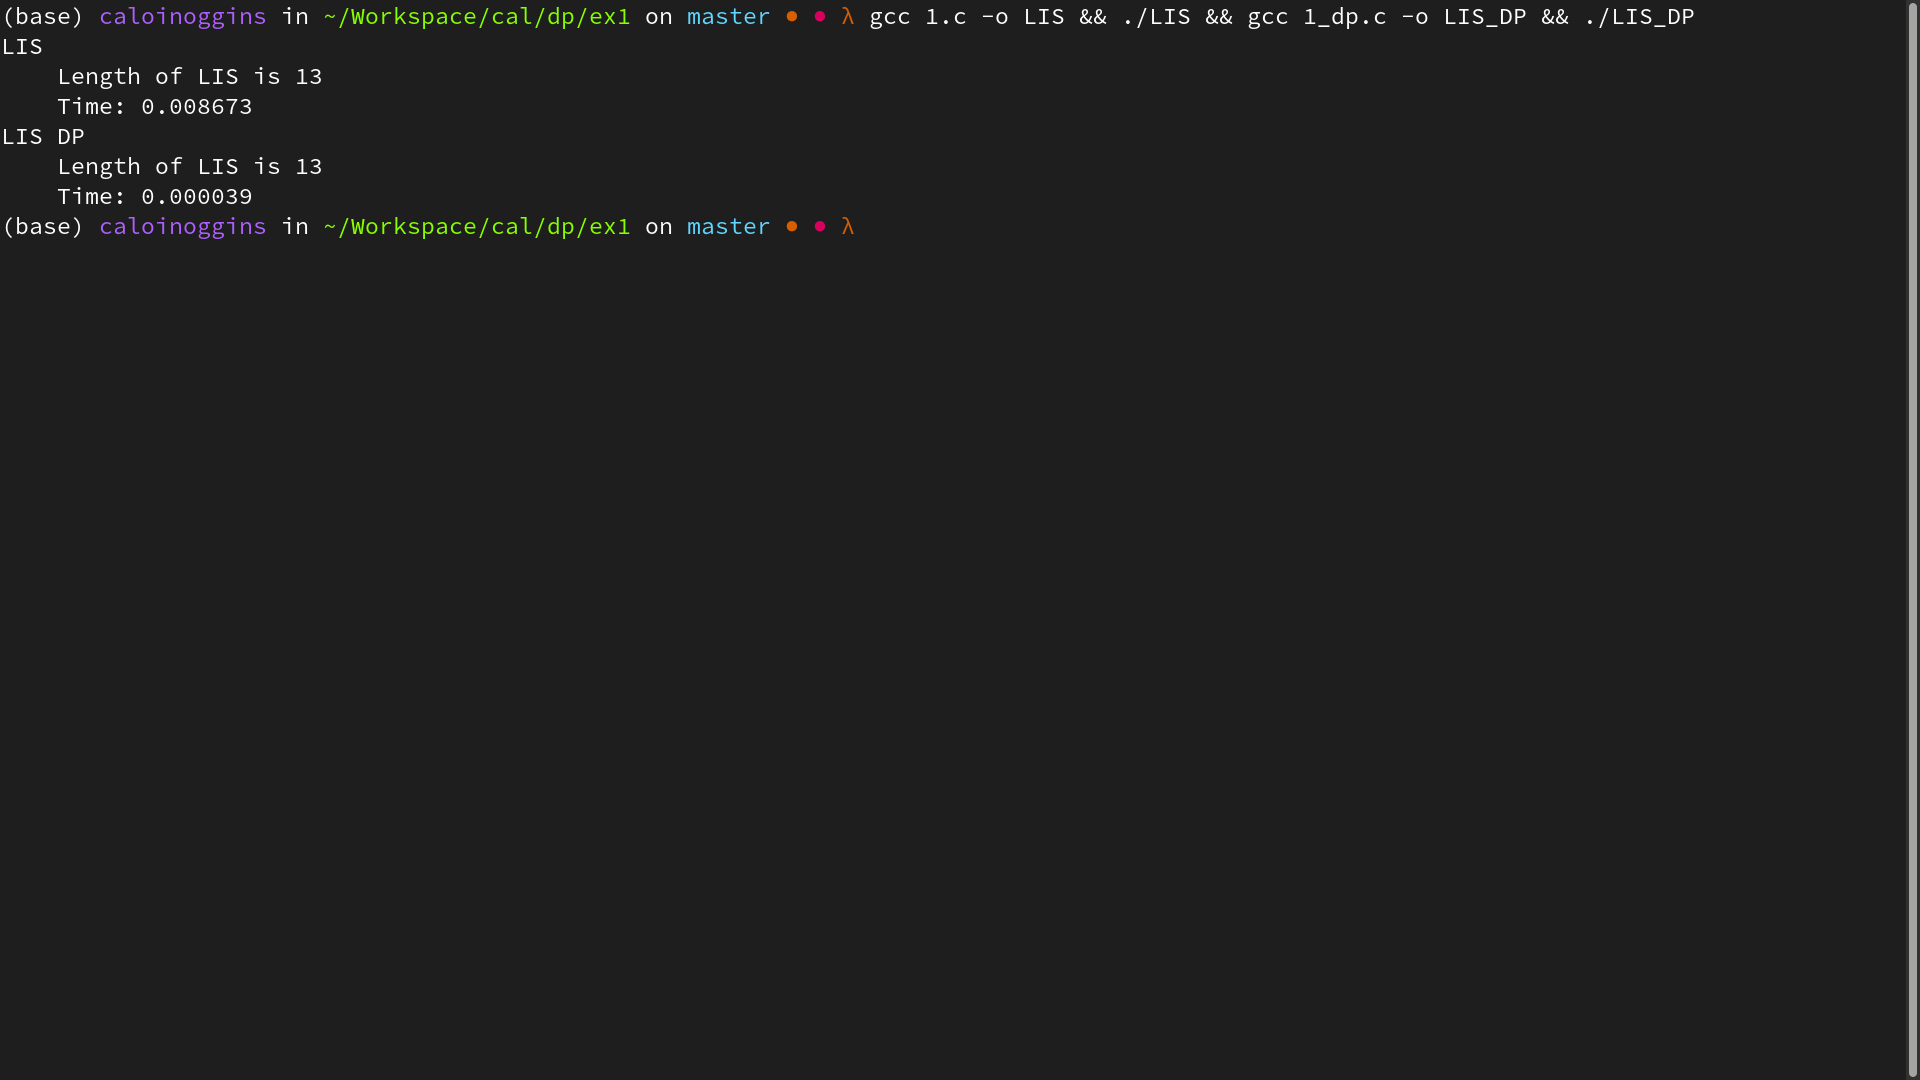 (base) caloinoggins in ~/Workspace/cal/dp/ex1 on master ● ● λ gcc 1.c -o LIS && ./LIS && gcc 1_dp.c -o LIS_DP && ./LIS_DP
LIS
    Length of LIS is 13
    Time: 0.008673
LIS DP
    Length of LIS is 13
    Time: 0.000039
(base) caloinoggins in ~/Workspace/cal/dp/ex1 on master ● ● λ